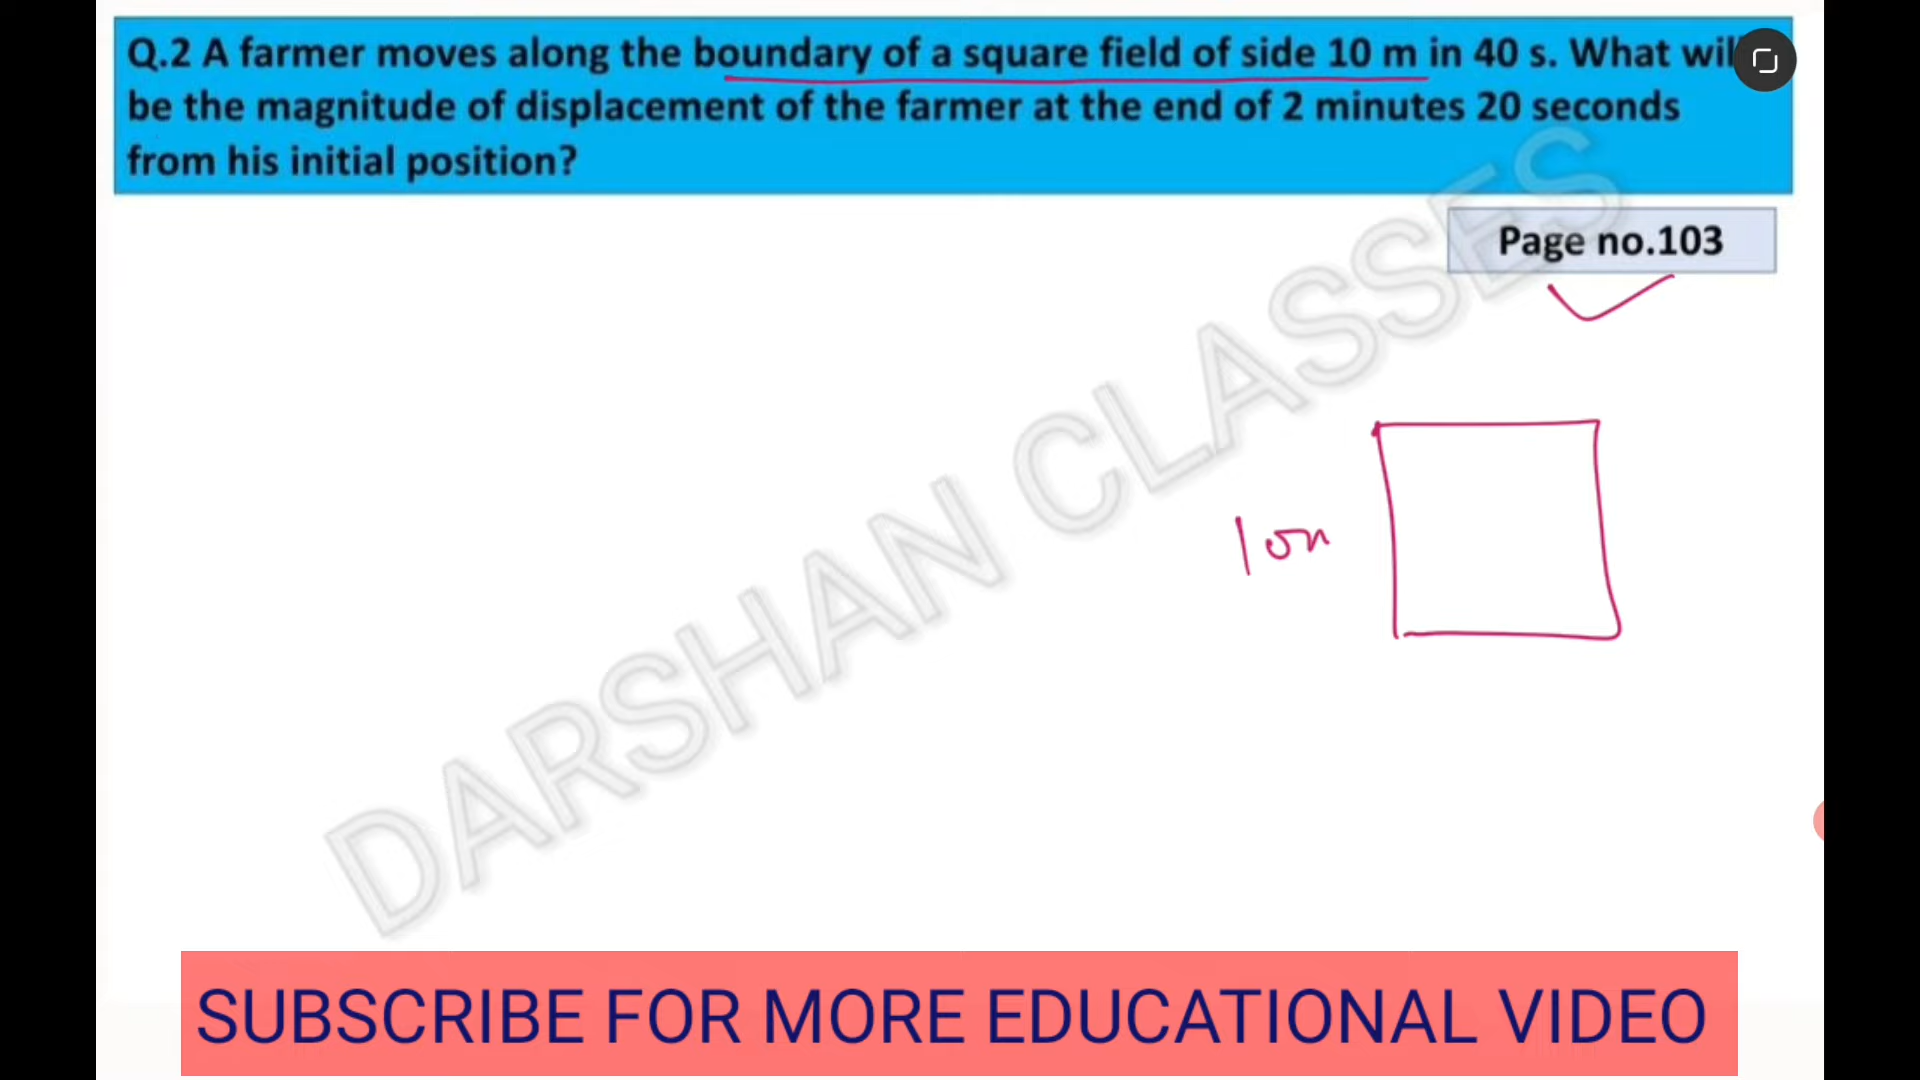 Q.2 A farmer moves along the boundary of a square field of side 10 m in 40 s. What wil
be the magnitude of displacement of the farmer at the end of 2 minutes 20 seconds
from his initial position?
Page no.103
10m
DARSHAN CLASSES
SUBSCRIBE FOR MORE EDUCATIONAL VIDEO